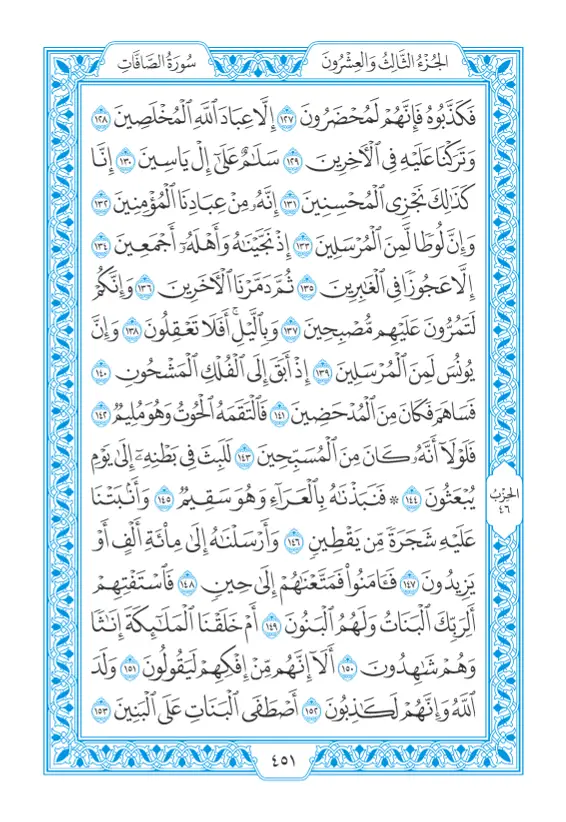 الجُزْءُ الثَّالِثُ وَالعِشْرُونَ
سُورَةُ الصَّافَّاتِ
فَكَذَّبُوهُ فَإِنَّهُمْ لَمُحْضَرُونَ ١٢٧ إِلَّا عِبَادَ ٱللَّهِ ٱلْمُخْلَصِينَ ١٢٨
وَتَرَكْنَا عَلَيْهِ فِي ٱلْـَٔاخِرِينَ ١٢٩ سَلَـٰمٌ عَلَىٰٓ إِلْ يَاسِينَ ١٣٠ إِنَّا
كَذَٰلِكَ نَجْزِي ٱلْمُحْسِنِينَ ١٣١ إِنَّهُۥ مِنْ عِبَادِنَا ٱلْمُؤْمِنِينَ ١٣٢
وَإِنَّ لُوطًا لَّمِنَ ٱلْمُرْسَلِينَ ١٣٣ إِذْ نَجَّيْنَـٰهُ وَأَهْلَهُۥٓ أَجْمَعِينَ ١٣٤
إِلَّا عَجُوزًا فِي ٱلْغَـٰبِرِينَ ١٣٥ ثُمَّ دَمَّرْنَا ٱلْـَٔاخَرِينَ ١٣٦ وَإِنَّكُمْ
لَتَمُرُّونَ عَلَيْهِم مُّصْبِحِينَ ١٣٧ وَبِٱلَّيْلِۚ أَفَلَا تَعْقِلُونَ ١٣٨ وَإِنَّ
يُونُسَ لَمِنَ ٱلْمُرْسَلِينَ ١٣٩ إِذْ أَبَقَ إِلَى ٱلْفُلْكِ ٱلْمَشْحُونِ ١٤٠
فَسَاهَمَ فَكَانَ مِنَ ٱلْمُدْحَضِينَ ١٤١ فَٱلْتَقَمَهُ ٱلْحُوتُ وَهُوَ مُلِيمٌ ١٤٢
فَلَوْلَآ أَنَّهُۥ كَانَ مِنَ ٱلْمُسَبِّحِينَ ١٤٣ لَلَبِثَ فِي بَطْنِهِۦٓ إِلَىٰ يَوْمِ
يُبْعَثُونَ ١٤٤ * فَنَبَذْنَـٰهُ بِٱلْعَرَآءِ وَهُوَ سَقِيمٌ ١٤٥ وَأَنۢبَتْنَا
الحِزْبُ
٤٦
عَلَيْهِ شَجَرَةً مِّن يَقْطِينٍ ١٤٦ وَأَرْسَلْنَـٰهُ إِلَىٰ مِاْئَةِ أَلْفٍ أَوْ
يَزِيدُونَ ١٤٧ فَـَٔامَنُوا۟ فَمَتَّعْنَـٰهُمْ إِلَىٰ حِينٍ ١٤٨ فَٱسْتَفْتِهِمْ
أَلِرَبِّكَ ٱلْبَنَاتُ وَلَهُمُ ٱلْبَنُونَ ١٤٩ أَمْ خَلَقْنَا ٱلْمَلَـٰٓئِكَةَ إِنَـٰثًا
وَهُمْ شَـٰهِدُونَ ١٥٠ أَلَآ إِنَّهُم مِّنْ إِفْكِهِمْ لَيَقُولُونَ ١٥١ وَلَدَ
ٱللَّهُ وَإِنَّهُمْ لَكَـٰذِبُونَ ١٥٢ أَصْطَفَى ٱلْبَنَاتِ عَلَى ٱلْبَنِينَ ١٥٣
٤٥١